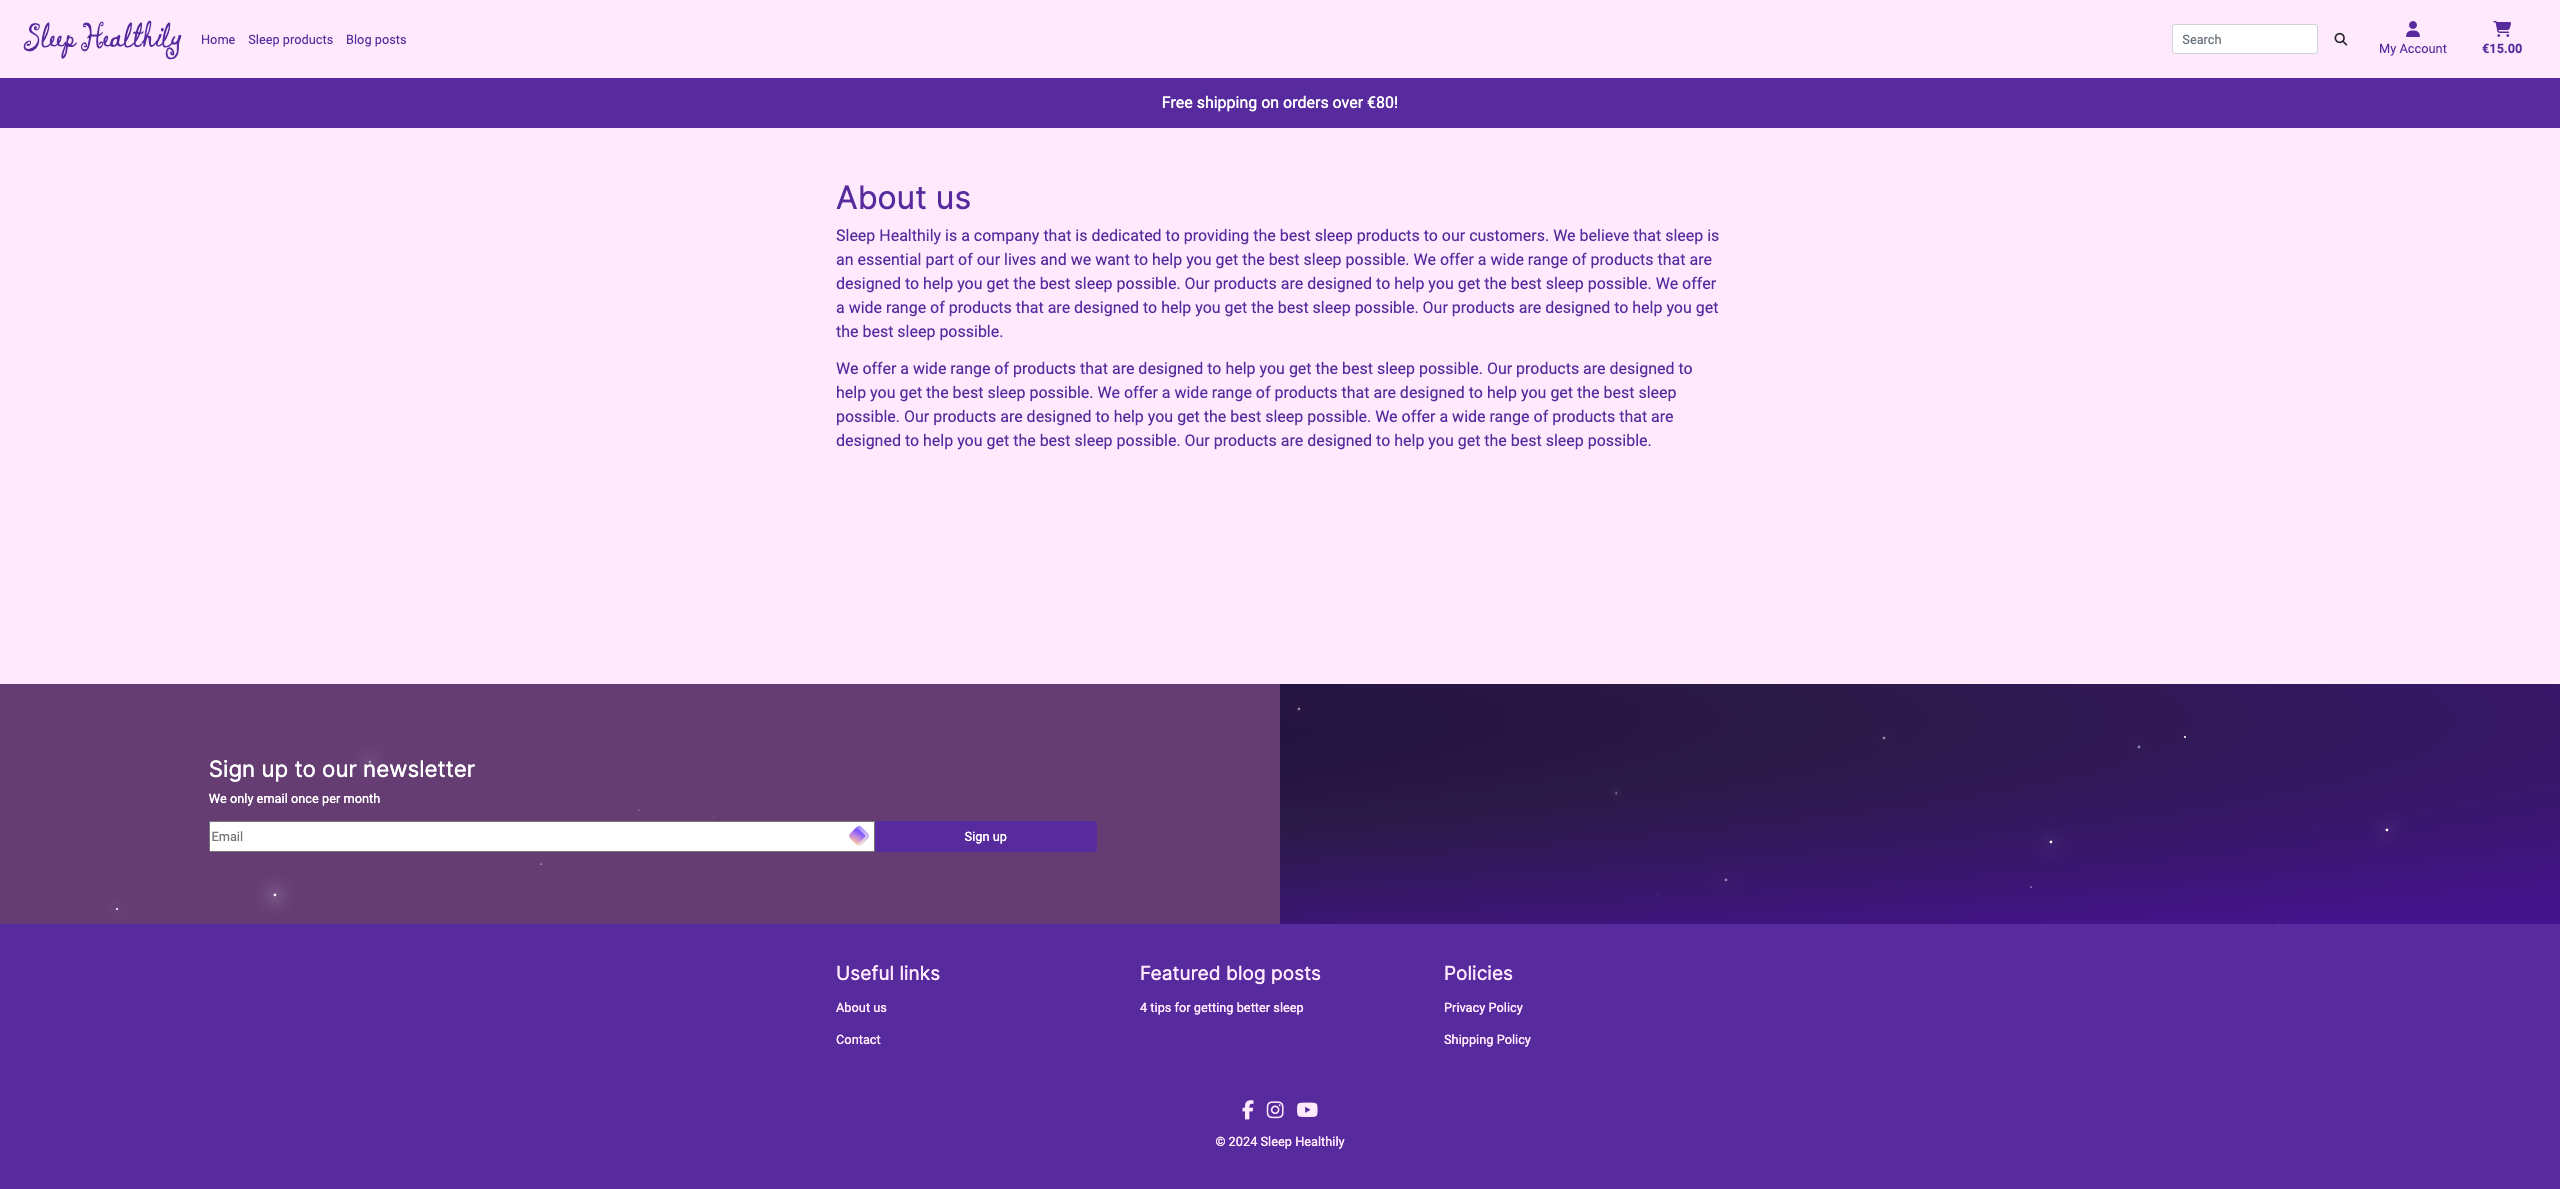 Sleep Healthily
Home Sleep products Blog posts
Search
My Account
€15.00
Free shipping on orders over €80!
About us
Sleep Healthily is a company that is dedicated to providing the best sleep products to our customers. We believe that sleep is
an essential part of our lives and we want to help you get the best sleep possible. We offer a wide range of products that are
designed to help you get the best sleep possible. Our products are designed to help you get the best sleep possible. We offer
a wide range of products that are designed to help you get the best sleep possible. Our products are designed to help you get
the best sleep possible.
We offer a wide range of products that are designed to help you get the best sleep possible. Our products are designed to
help you get the best sleep possible. We offer a wide range of products that are designed to help you get the best sleep
possible. Our products are designed to help you get the best sleep possible. We offer a wide range of products that are
designed to help you get the best sleep possible. Our products are designed to help you get the best sleep possible.
Sign up to our newsletter
We only email once per month
Email
Sign up
Useful links
About us
Contact
Featured blog posts
4 tips for getting better sleep
Policies
Privacy Policy
Shipping Policy
© 2024 Sleep Healthily